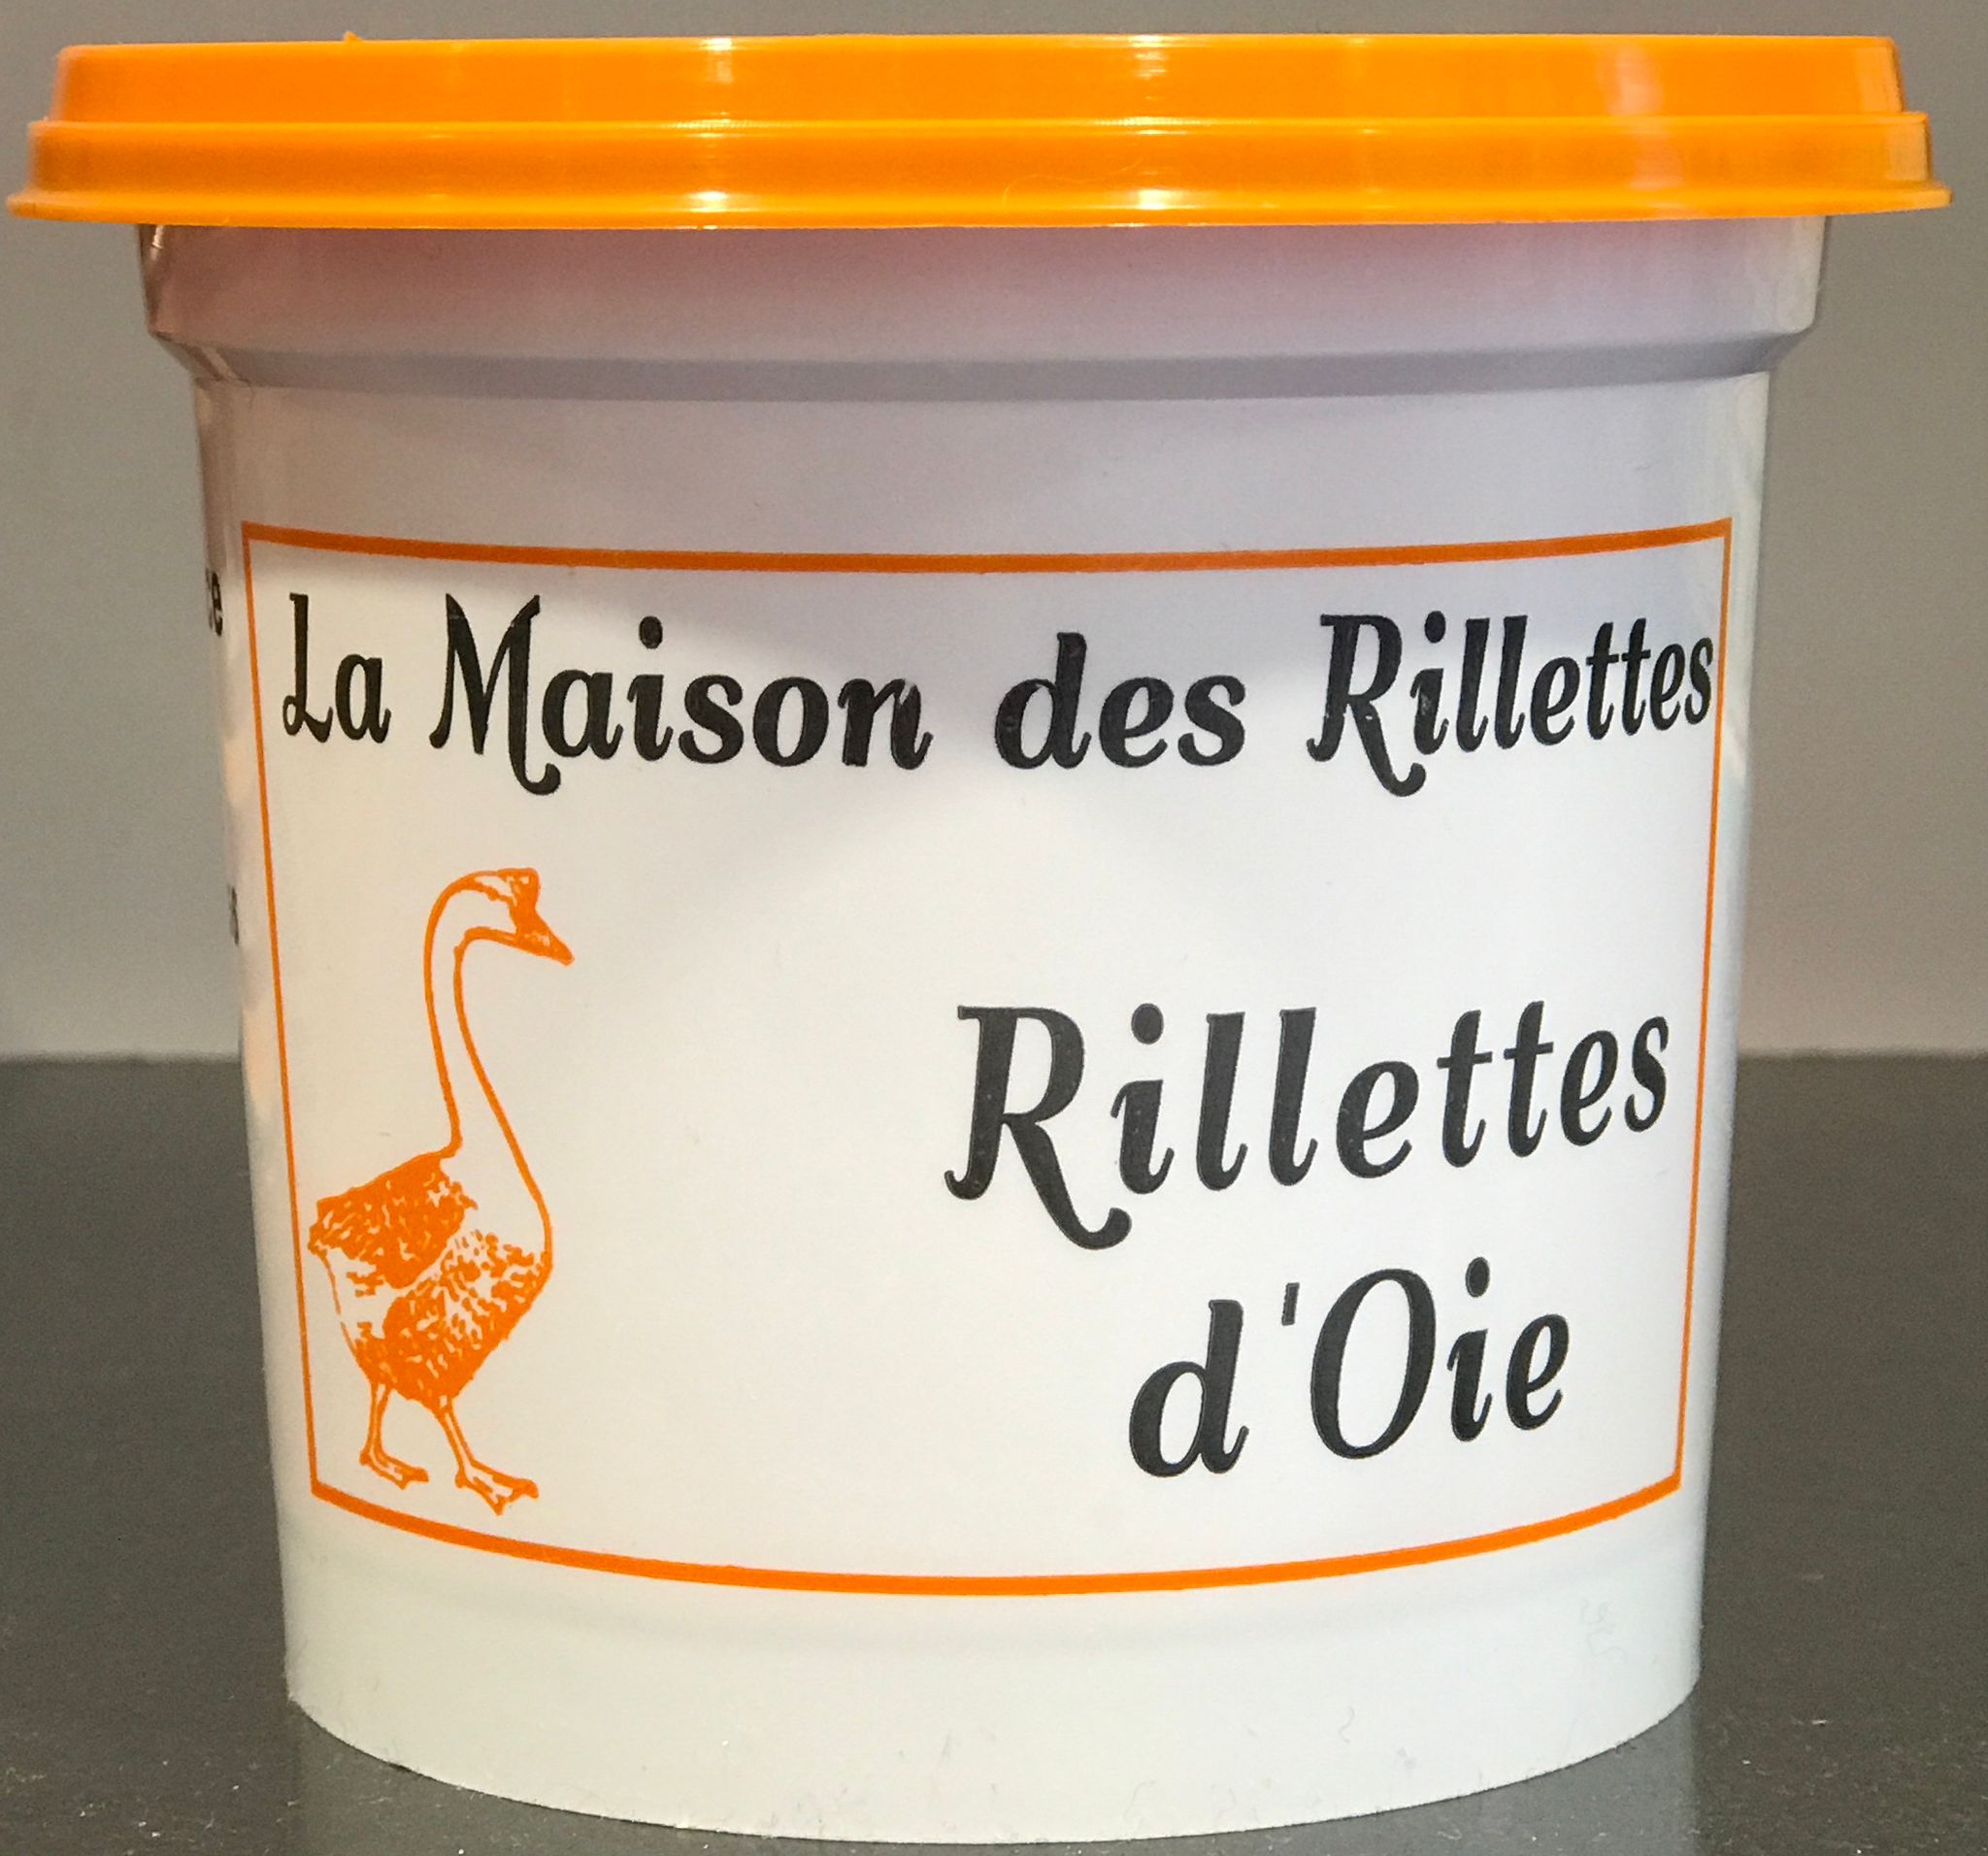 La Maison des Rillettes
Rillettes
d'Oie